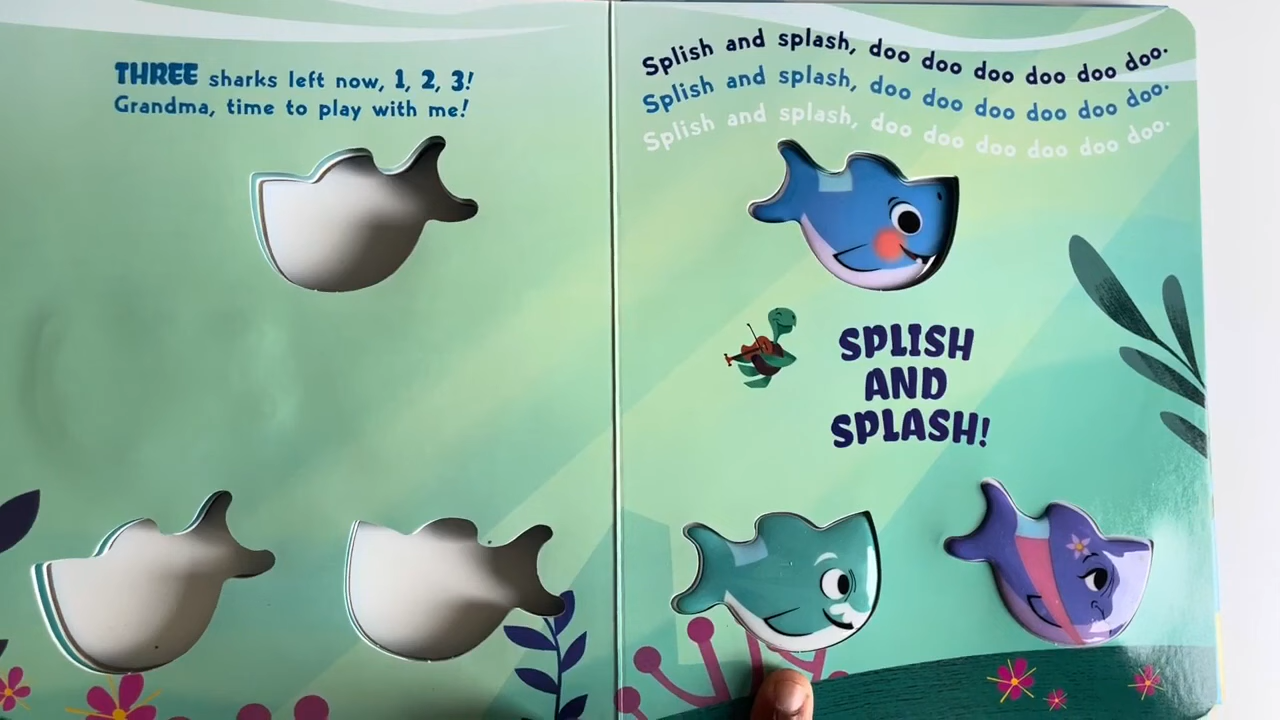 THREE sharks left now, 1, 2, 3!
Grandma, time to play with me!
Splish and splash, doo doo doo doo doo doo.
Splish and splash, doo doo doo doo doo doo.
Splish and splash, doo doo doo doo doo doo.
SPLISH
AND
SPLASH!